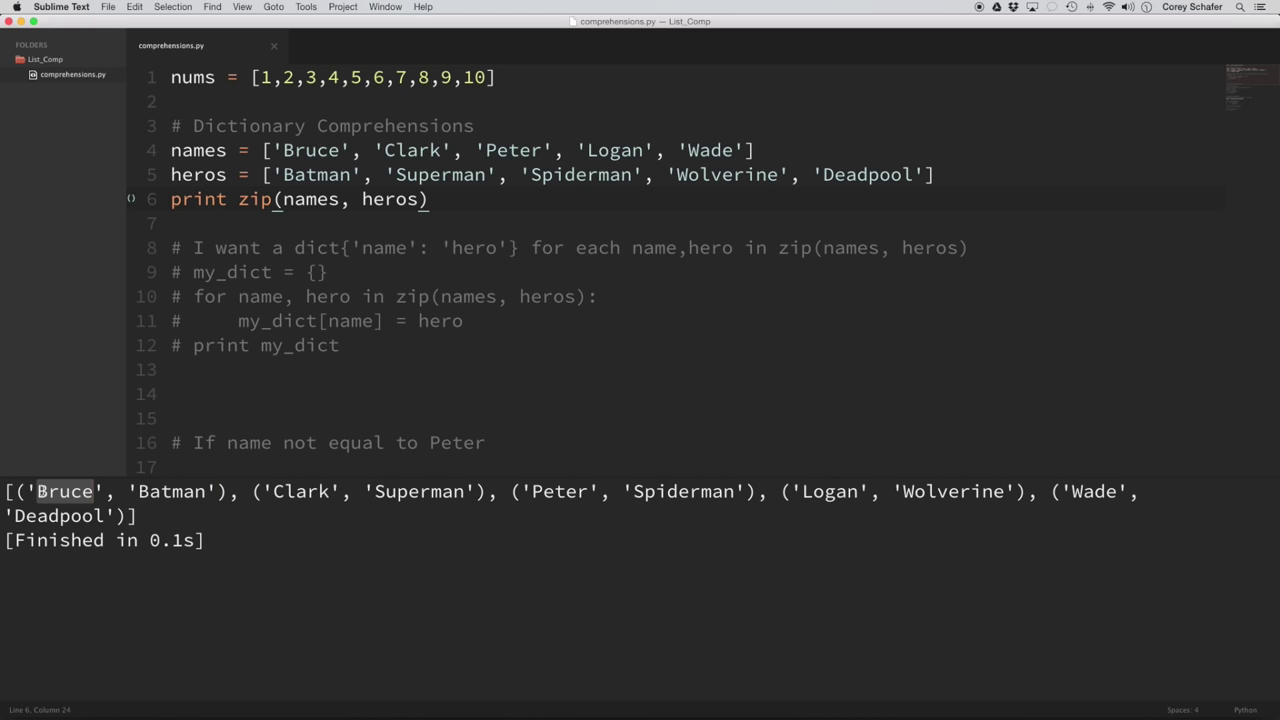 Sublime Text File Edit Selection Find View Goto Tools Project Window Help Corey Schafer
comprehensions.py — List_Comp
FOLDERS
List_Comp
comprehensions.py
comprehensions.py
1 nums = [1,2,3,4,5,6,7,8,9,10]
2
3 # Dictionary Comprehensions
4 names = ['Bruce', 'Clark', 'Peter', 'Logan', 'Wade']
5 heros = ['Batman', 'Superman', 'Spiderman', 'Wolverine', 'Deadpool']
6 print zip(names, heros)
7
8 # I want a dict{'name': 'hero'} for each name,hero in zip(names, heros)
9 # my_dict = {}
10 # for name, hero in zip(names, heros):
11 #     my_dict[name] = hero
12 # print my_dict
13
14
15
16 # If name not equal to Peter
17
[('Bruce', 'Batman'), ('Clark', 'Superman'), ('Peter', 'Spiderman'), ('Logan', 'Wolverine'), ('Wade',
'Deadpool')]
[Finished in 0.1s]
Line 6, Column 24 Spaces: 4 Python